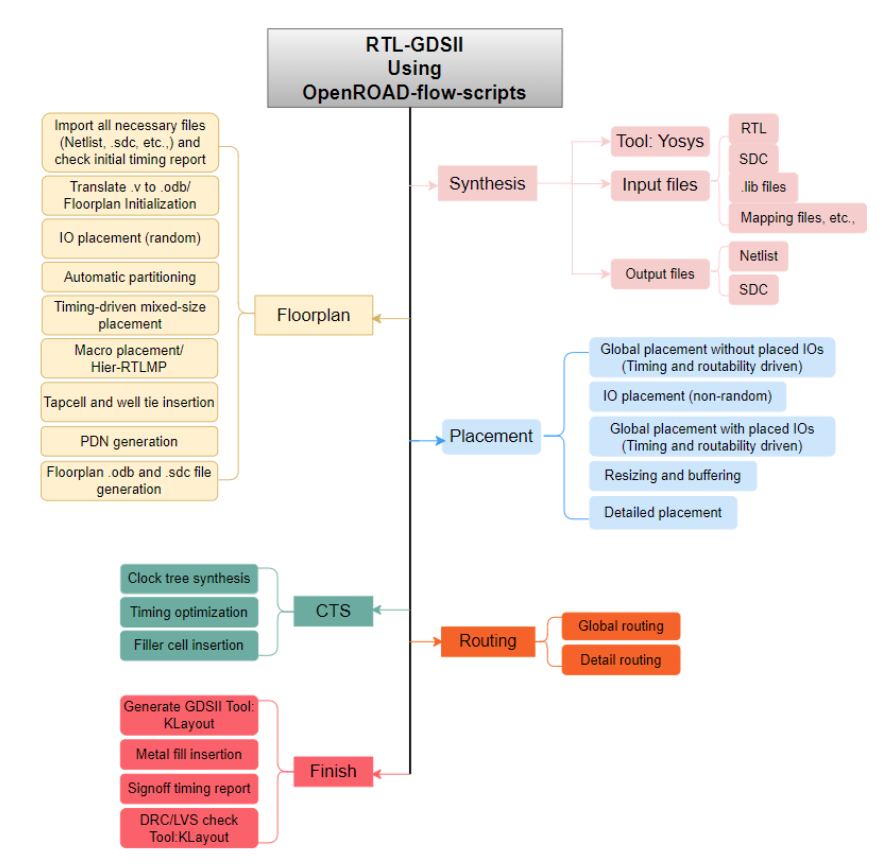 RTL-GDSII
Using
OpenROAD-flow-scripts
Synthesis
Tool: Yosys
Input files
RTL
SDC
.lib files
Mapping files, etc.,
Output files
Netlist
SDC
Floorplan
Import all necessary files
(Netlist, .sdc, etc.,) and
check initial timing report
Translate .v to .odb/
Floorplan Initialization
IO placement (random)
Automatic partitioning
Timing-driven mixed-size
placement
Macro placement/
Hier-RTLMP
Tapcell and well tie insertion
PDN generation
Floorplan .odb and .sdc file
generation
Placement
Global placement without placed IOs
(Timing and routability driven)
IO placement (non-random)
Global placement with placed IOs
(Timing and routability driven)
Resizing and buffering
Detailed placement
CTS
Clock tree synthesis
Timing optimization
Filler cell insertion
Routing
Global routing
Detail routing
Finish
Generate GDSII Tool:
KLayout
Metal fill insertion
Signoff timing report
DRC/LVS check
Tool:KLayout